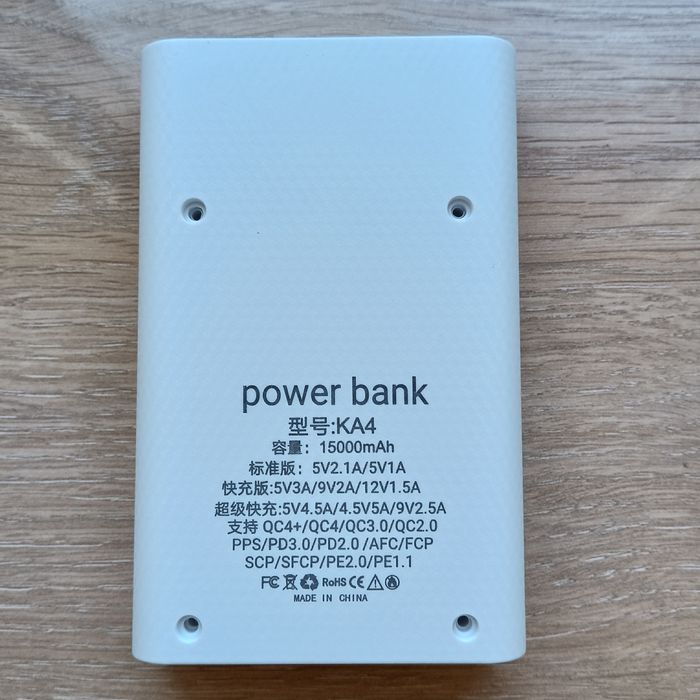 power bank
型号:KA4
容量：15000mAh
标准版：5V2.1A/5V1A
快充版:5V3A/9V2A/12V1.5A
超级快充:5V4.5A/4.5V5A/9V2.5A
支持 QC4+/QC4/QC3.0/QC2.0
PPS/PD3.0/PD2.0 /AFC/FCP
SCP/SFCP/PE2.0/PE1.1
FC RoHS CE
MADE IN CHINA